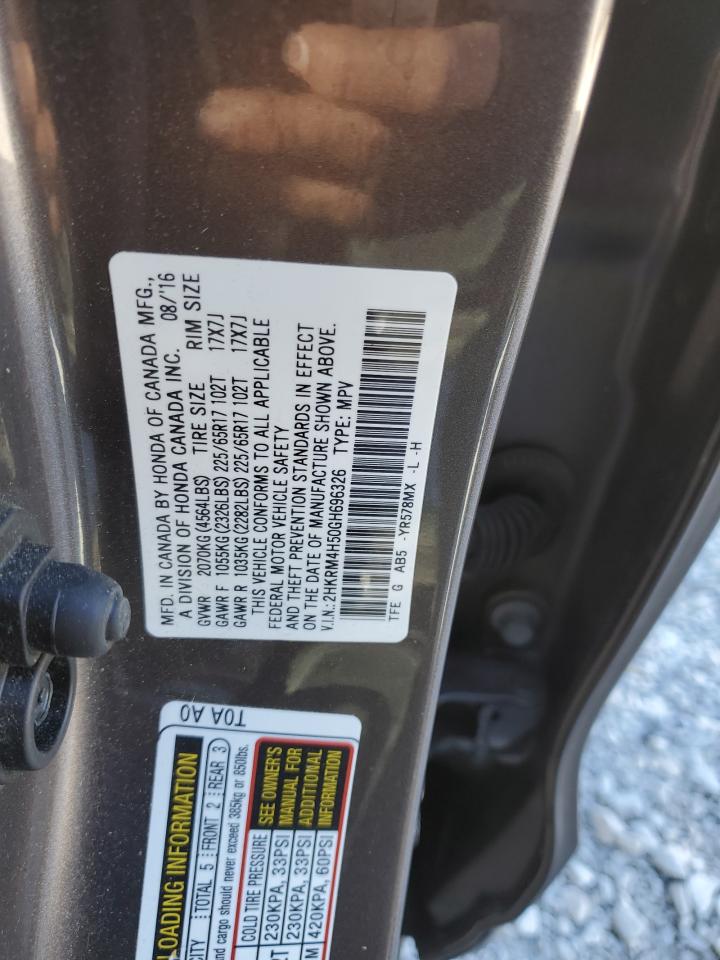 MFD. IN CANADA BY HONDA OF CANADA MFG.,
A DIVISION OF HONDA CANADA INC. 08/'16
GVWR 2070KG(4564LBS) TIRE SIZE RIM SIZE
GAWR F 1055KG(2326LBS) 225/65R17 102T 17X7J
GAWR R 1035KG(2282LBS) 225/65R17 102T 17X7J
THIS VEHICLE CONFORMS TO ALL APPLICABLE
FEDERAL MOTOR VEHICLE SAFETY
AND THEFT PREVENTION STANDARDS IN EFFECT
ON THE DATE OF MANUFACTURE SHOWN ABOVE.
V.I.N.: 2HKRM4H50GH696326 TYPE: MPV
TFE G AB5 -YR578MX -L -H
T0A A0
LOADING INFORMATION
TOTAL 5 FRONT 2 REAR 3
and cargo should never exceed 385kg or 850lbs.
COLD TIRE PRESSURE
230KPA, 33PSI
230KPA, 33PSI
420KPA, 60PSI
SEE OWNER'S
MANUAL FOR
ADDITIONAL
INFORMATION